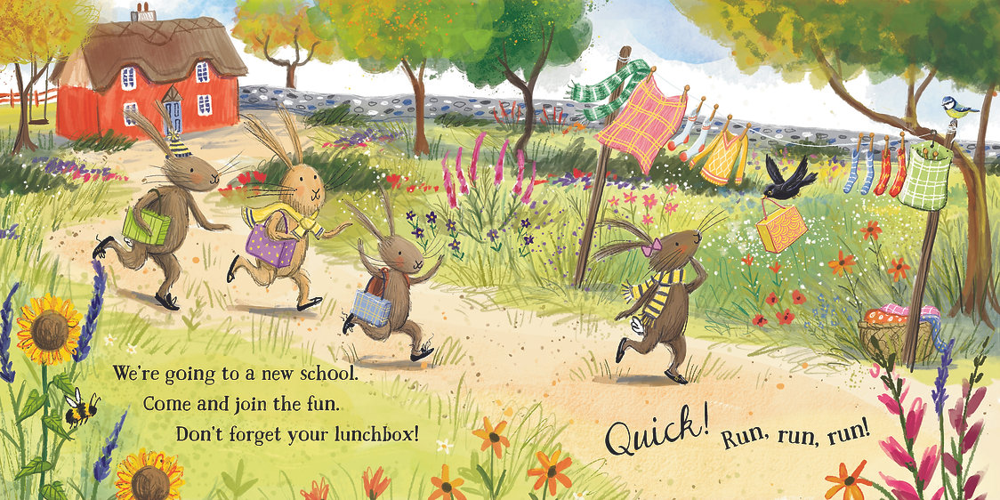 We're going to a new school.
Come and join the fun.
Don't forget your lunchbox!
Quick! Run, run, run!